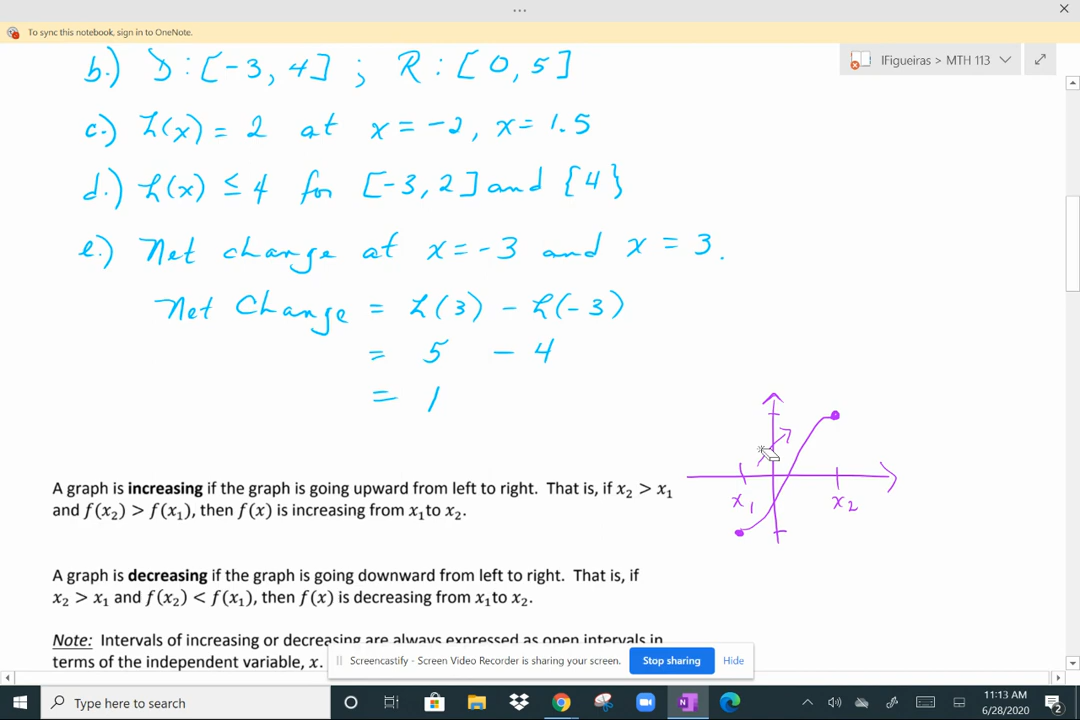 To sync this notebook, sign in to OneNote.
IFigueiras > MTH 113
b.) D : [-3, 4] ; R : [0, 5]
c.) h(x) = 2 at x = -2, x = 1.5
d.) h(x) ≤ 4 for [-3, 2] and {4}
e.) Net change at x = -3 and x = 3.
Net Change = h(3) - h(-3)
= 5 - 4
= 1
x₁ x₂
A graph is increasing if the graph is going upward from left to right. That is, if x₂ > x₁
and f(x₂) > f(x₁), then f(x) is increasing from x₁to x₂.
A graph is decreasing if the graph is going downward from left to right. That is, if
x₂ > x₁ and f(x₂) < f(x₁), then f(x) is decreasing from x₁to x₂.
Note: Intervals of increasing or decreasing are always expressed as open intervals in
terms of the independent variable, x.
Screencastify - Screen Video Recorder is sharing your screen. Stop sharing Hide
Type here to search
11:13 AM
6/28/2020
2